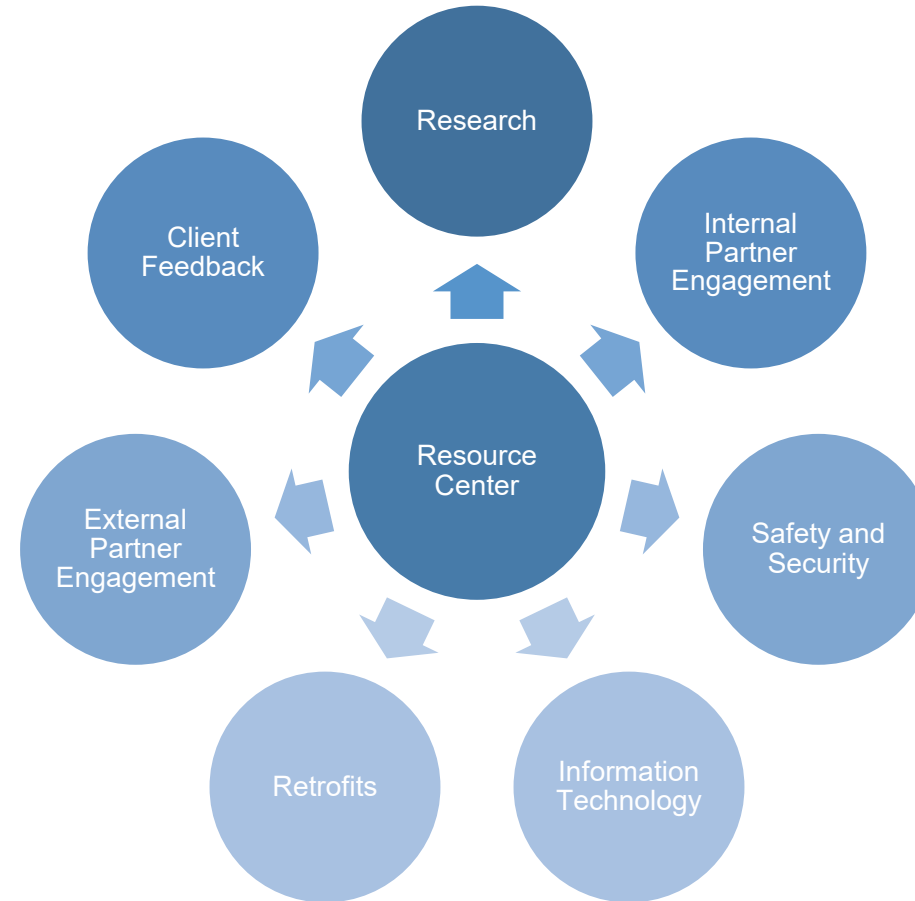 Research
Internal
Partner
Engagement
Client
Feedback
Resource
Center
Safety and
Security
External
Partner
Engagement
Information
Technology
Retrofits